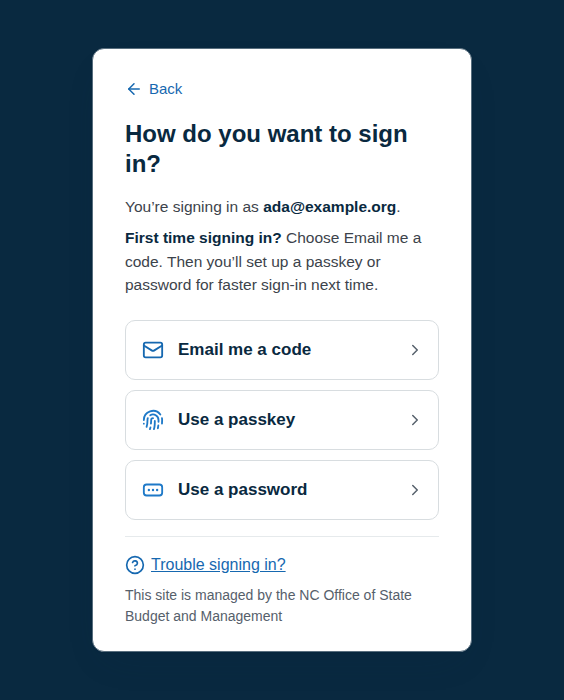 Back
How do you want to sign
in?
You’re signing in as ada@example.org.
First time signing in? Choose Email me a
code. Then you’ll set up a passkey or
password for faster sign-in next time.
Email me a code
Use a passkey
Use a password
Trouble signing in?
This site is managed by the NC Office of State
Budget and Management